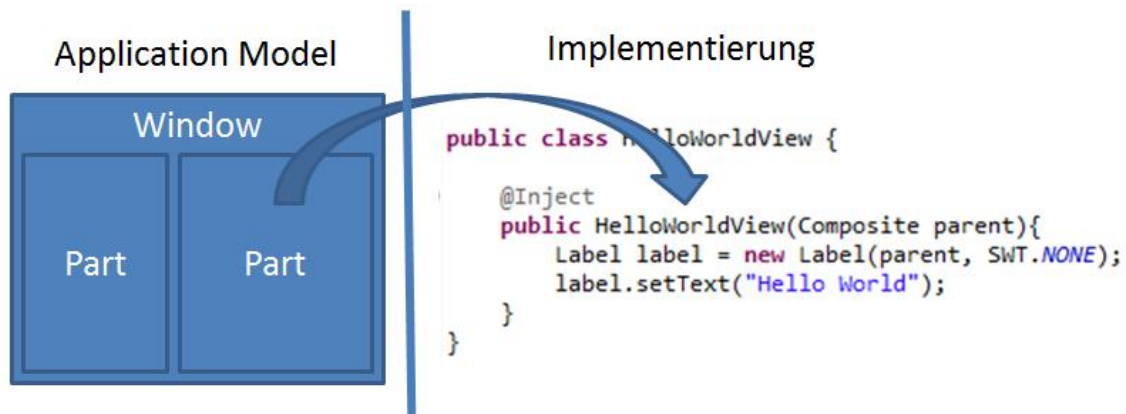 Application Model
Window
Part
Part
Implementierung
public class HelloWorldView {
@Inject
public HelloWorldView(Composite parent){
Label label = new Label(parent, SWT.NONE);
label.setText("Hello World");
}
}